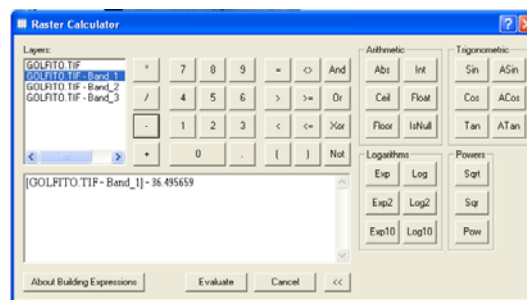 Raster Calculator
Layers:
GOLFITO.TIF
GOLFITO.TIF - Band_1
GOLFITO.TIF - Band_2
GOLFITO.TIF - Band_3
* 7 8 9 = <> And
/ 4 5 6 > >= Or
- 1 2 3 < <= Xor
+ 0 . ( ) Not
Arithmetic
Abs Int
Ceil Float
Floor IsNull
Trigonometric
Sin ASin
Cos ACos
Tan ATan
Logarithms
Exp Log
Exp2 Log2
Exp10 Log10
Powers
Sqrt
Sqr
Pow
[GOLFITO.TIF - Band_1] - 36.495659
About Building Expressions Evaluate Cancel <<